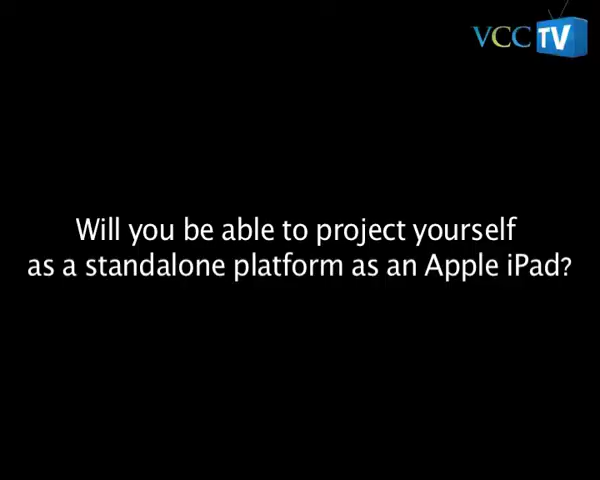 VCC TV
Will you be able to project yourself
as a standalone platform as an Apple iPad?